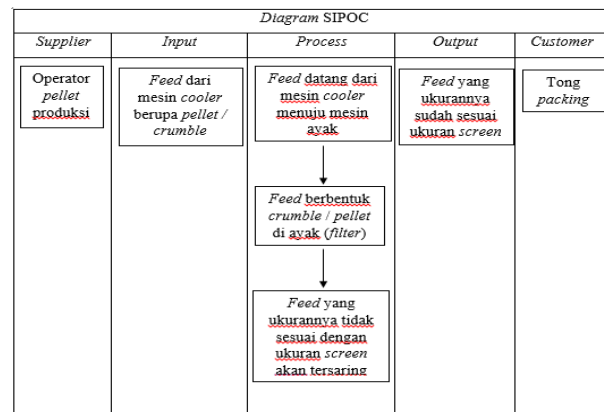 Diagram SIPOC
Supplier
Input
Process
Output
Customer
Operator
pellet
produksi
Feed dari
mesin cooler
berupa pellet /
crumble
Feed datang dari
mesin cooler
menuju mesin
ayak
Feed berbentuk
crumble / pellet
di ayak (filter)
Feed yang
ukurannya tidak
sesuai dengan
ukuran screen
akan tersaring
Feed yang
ukurannya
sudah sesuai
ukuran screen
Tong
packing